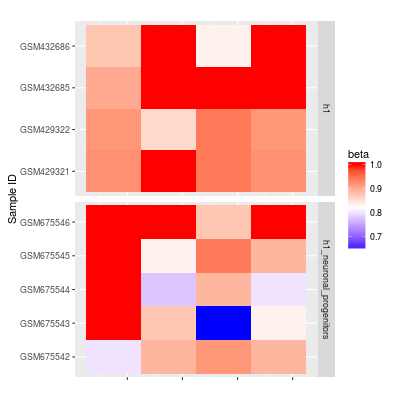 Sample ID
GSM432686
GSM432685
GSM429322
GSM429321
h1
GSM675546
GSM675545
GSM675544
GSM675543
GSM675542
h1_neuronal_progenitors
beta
1.0
0.9
0.8
0.7